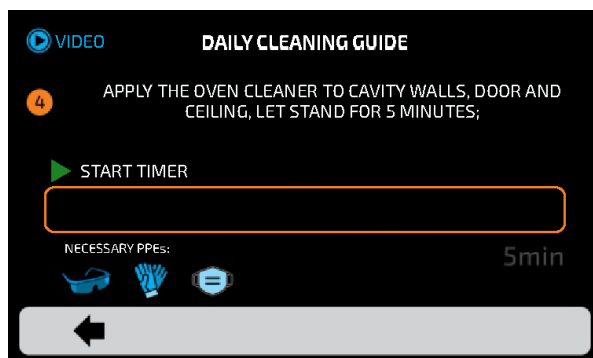 VIDEO
DAILY CLEANING GUIDE
4
APPLY THE OVEN CLEANER TO CAVITY WALLS, DOOR AND
CEILING, LET STAND FOR 5 MINUTES;
START TIMER
NECESSARY PPEs:
5min